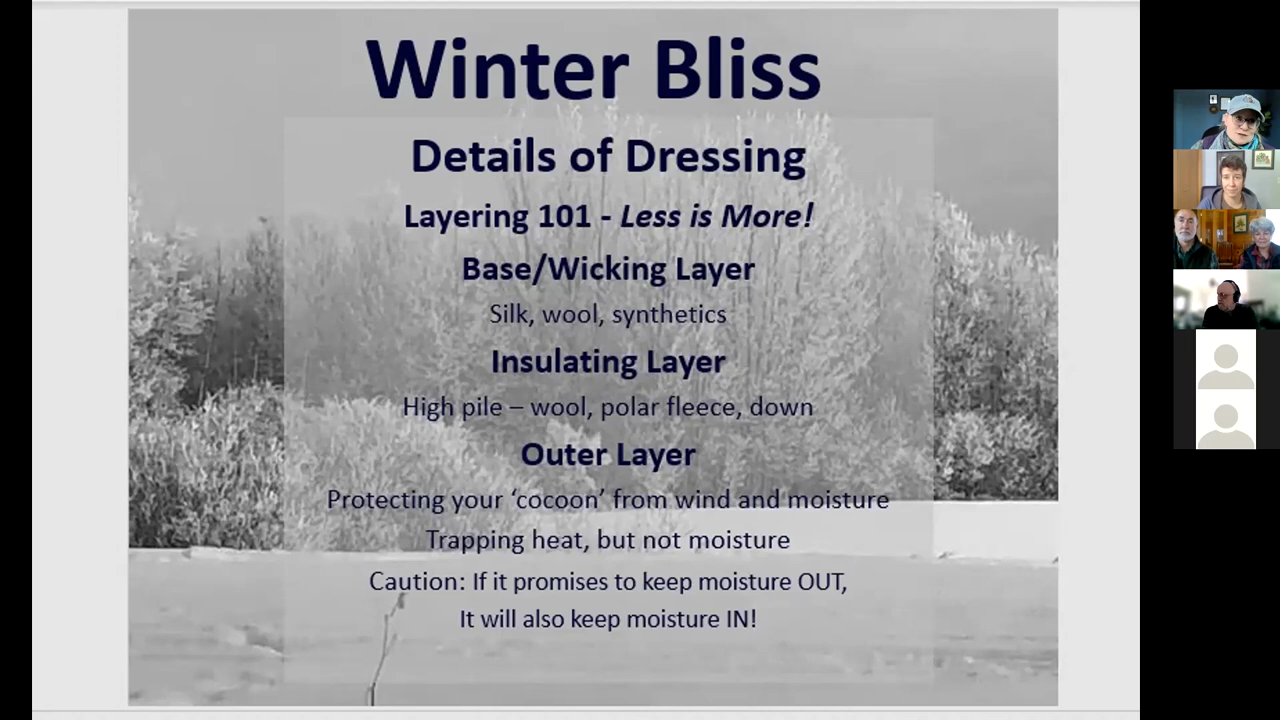 Winter Bliss
Details of Dressing
Layering 101 - Less is More!
Base/Wicking Layer
Silk, wool, synthetics
Insulating Layer
High pile – wool, polar fleece, down
Outer Layer
Protecting your ‘cocoon’ from wind and moisture
Trapping heat, but not moisture
Caution: If it promises to keep moisture OUT,
It will also keep moisture IN!